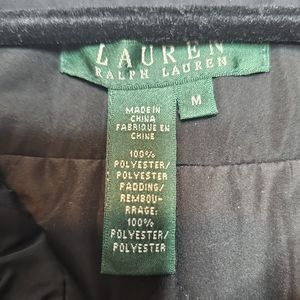 LAUREN
RALPH LAUREN
M
MADE IN
CHINA
FABRIQUE EN
CHINE
100%
POLYESTER/
POLYESTER
PADDING/
REMBOU-
RRAGE:
100%
POLYESTER/
POLYESTER